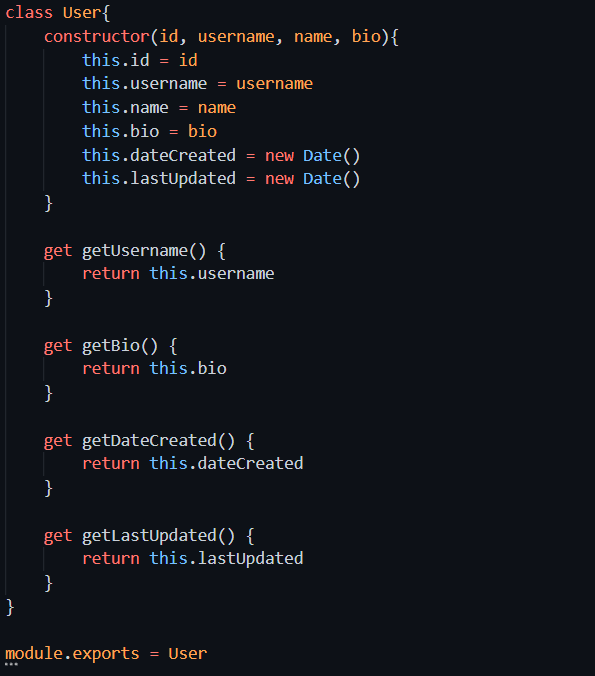 class User{
    constructor(id, username, name, bio){
        this.id = id
        this.username = username
        this.name = name
        this.bio = bio
        this.dateCreated = new Date()
        this.lastUpdated = new Date()
    }

    get getUsername() {
        return this.username
    }

    get getBio() {
        return this.bio
    }

    get getDateCreated() {
        return this.dateCreated
    }

    get getLastUpdated() {
        return this.lastUpdated
    }
}

module.exports = User